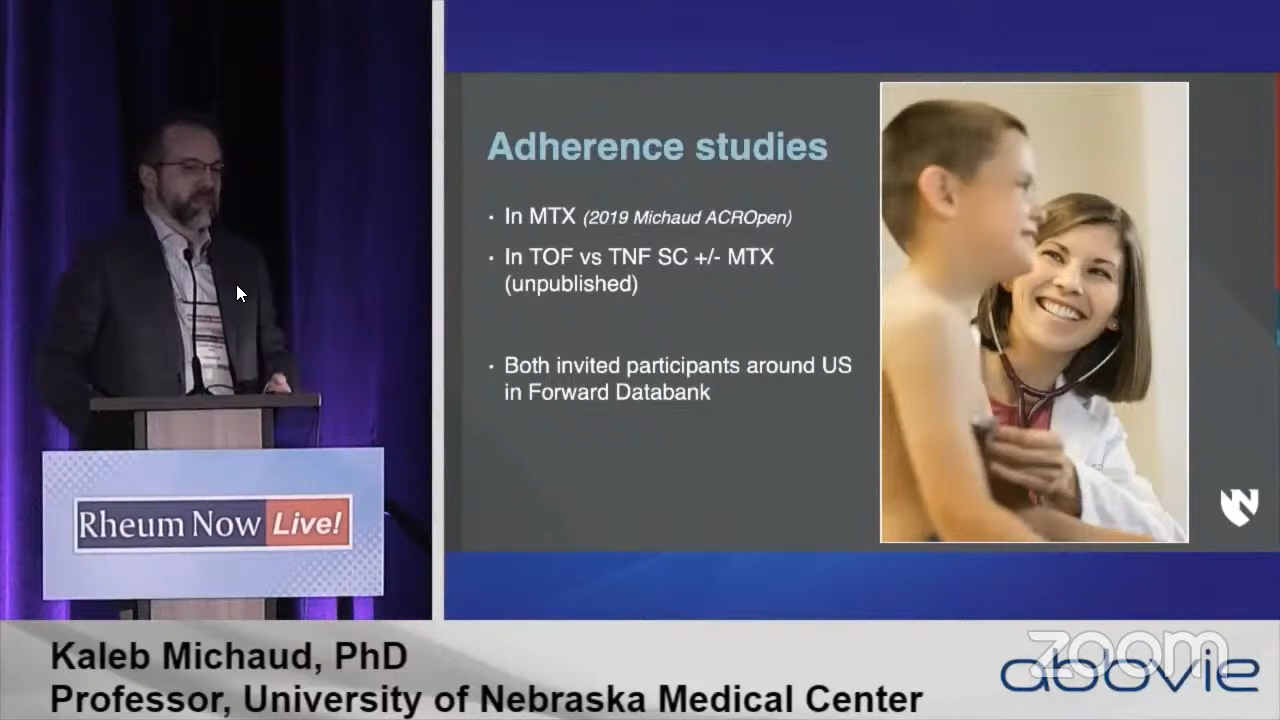 Adherence studies
· In MTX (2019 Michaud ACROpen)
· In TOF vs TNF SC +/- MTX
(unpublished)
· Both invited participants around US
in Forward Databank
N
Rheum Now Live!
Kaleb Michaud, PhD
Professor, University of Nebraska Medical Center
zoom
abbvie